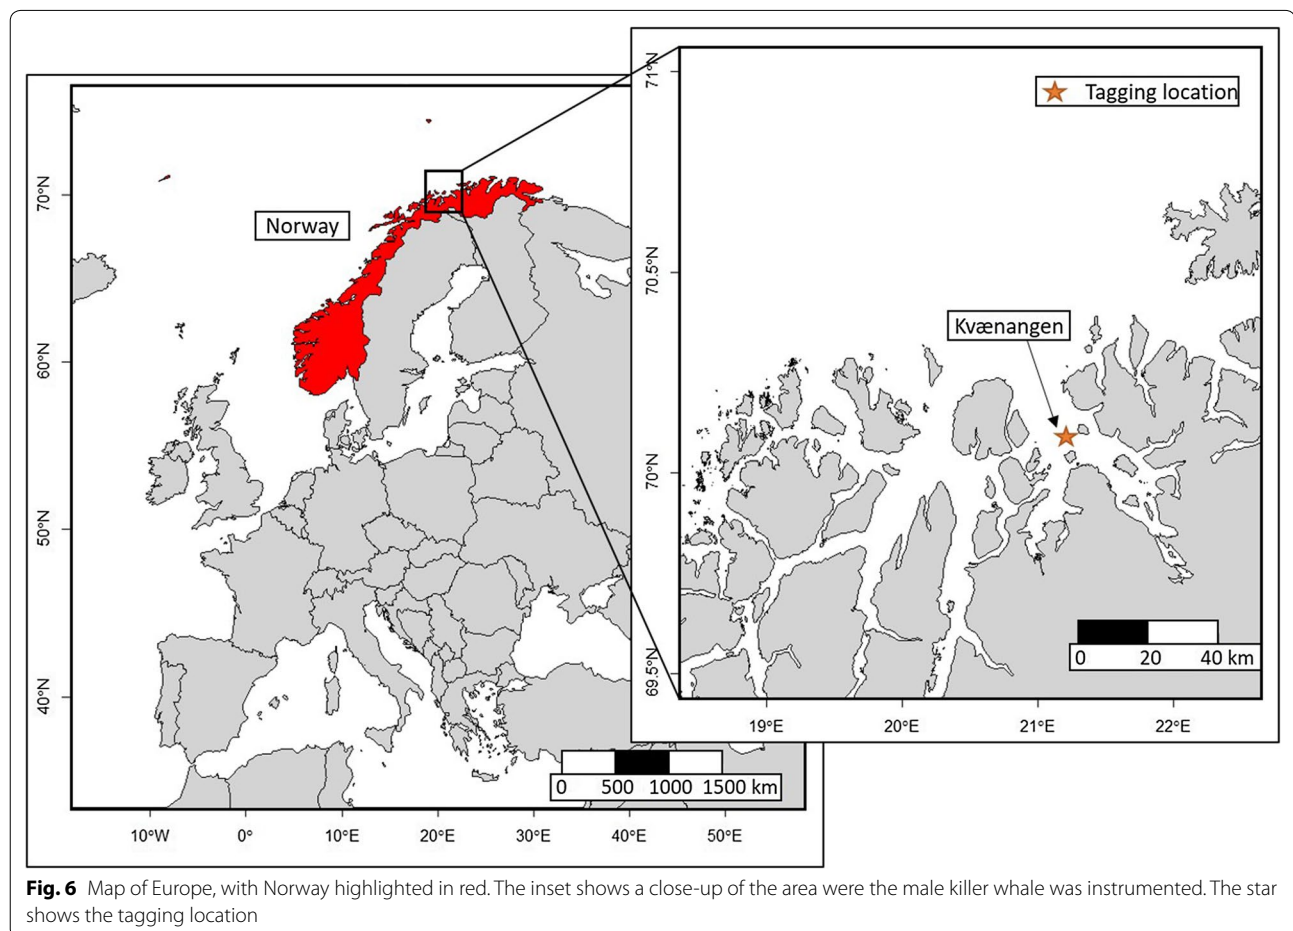 Norway
70°N
60°N
50°N
40°N
10°W 0° 10°E 20°E 30°E 40°E 50°E
0 500 1000 1500 km
Tagging location
Kvænangen
71°N
70.5°N
70°N
69.5°N
0 20 40 km
19°E 20°E 21°E 22°E
Fig. 6 Map of Europe, with Norway highlighted in red. The inset shows a close-up of the area were the male killer whale was instrumented. The star
shows the tagging location